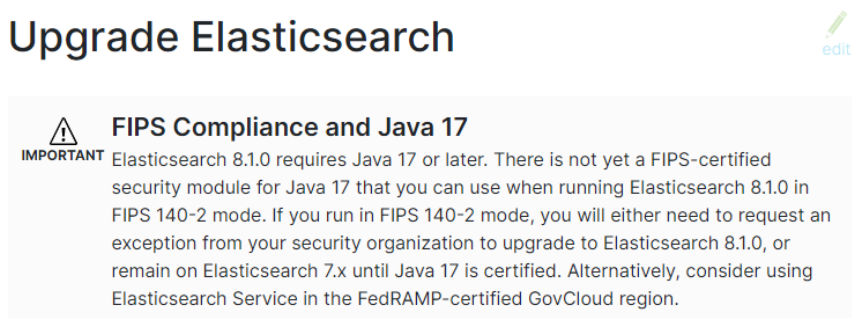 Upgrade Elasticsearch
edit
FIPS Compliance and Java 17
IMPORTANT
Elasticsearch 8.1.0 requires Java 17 or later. There is not yet a FIPS-certified
security module for Java 17 that you can use when running Elasticsearch 8.1.0 in
FIPS 140-2 mode. If you run in FIPS 140-2 mode, you will either need to request an
exception from your security organization to upgrade to Elasticsearch 8.1.0, or
remain on Elasticsearch 7.x until Java 17 is certified. Alternatively, consider using
Elasticsearch Service in the FedRAMP-certified GovCloud region.